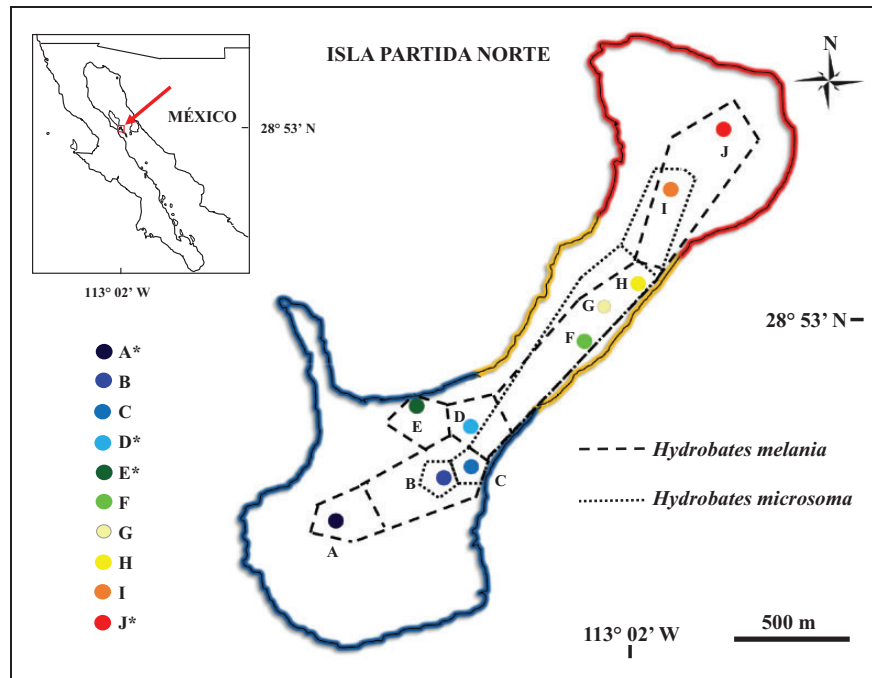 ISLA PARTIDA NORTE
N
MÉXICO
28° 53' N
113° 02' W
J
I
H
G
F
28° 53' N
A*
B
C
D*
E*
F
G
H
I
J*
D
E
B
C
A
Hydrobates melania
Hydrobates microsoma
113° 02' W
500 m